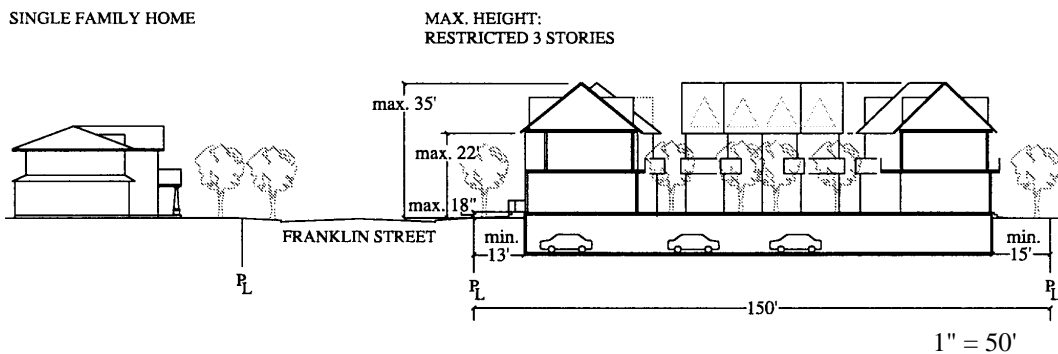 SINGLE FAMILY HOME
MAX. HEIGHT:
RESTRICTED 3 STORIES
max. 35'
max. 22'
max. 18"
FRANKLIN STREET
min.
13'
min.
15'
PL
PL
PL
150'
1" = 50'